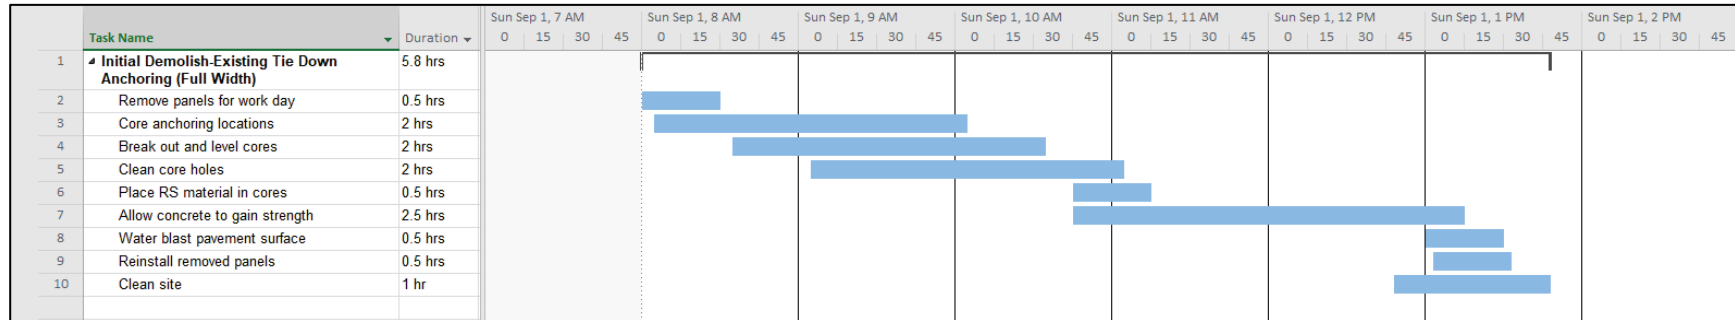 Sun Sep 1, 7 AM Sun Sep 1, 8 AM Sun Sep 1, 9 AM Sun Sep 1, 10 AM Sun Sep 1, 11 AM Sun Sep 1, 12 PM Sun Sep 1, 1 PM Sun Sep 1, 2 PM
Task Name Duration 0 15 30 45 0 15 30 45 0 15 30 45 0 15 30 45 0 15 30 45 0 15 30 45 0 15 30 45 0 15 30 45
1 Initial Demolish-Existing Tie Down 5.8 hrs
Anchoring (Full Width)
2 Remove panels for work day 0.5 hrs
3 Core anchoring locations 2 hrs
4 Break out and level cores 2 hrs
5 Clean core holes 2 hrs
6 Place RS material in cores 0.5 hrs
7 Allow concrete to gain strength 2.5 hrs
8 Water blast pavement surface 0.5 hrs
9 Reinstall removed panels 0.5 hrs
10 Clean site 1 hr